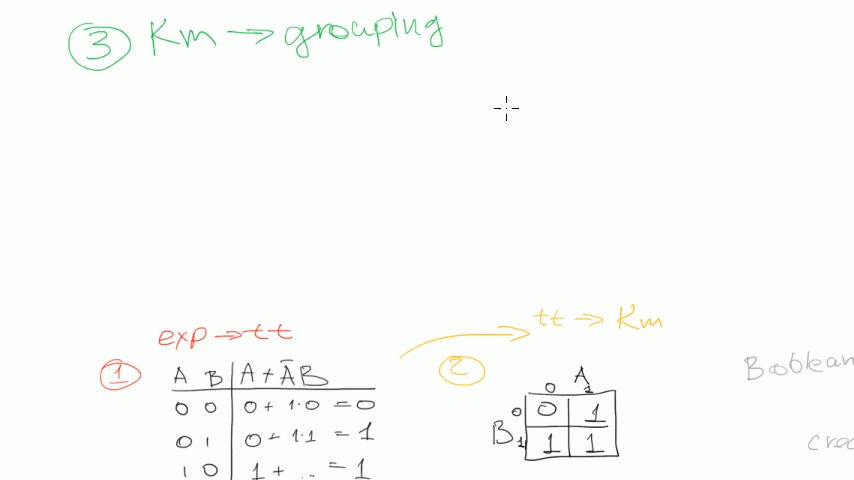 ③ Km → grouping
exp → tt
tt → Km
① ②
A B | A + A̅B
0 0 | 0 + 1·0 = 0
0 1 | 0 + 1·1 = 1
1 0 | 1 + .. = 1
A
0 1
B 0 0 1
1 1 1
Boolean
crea